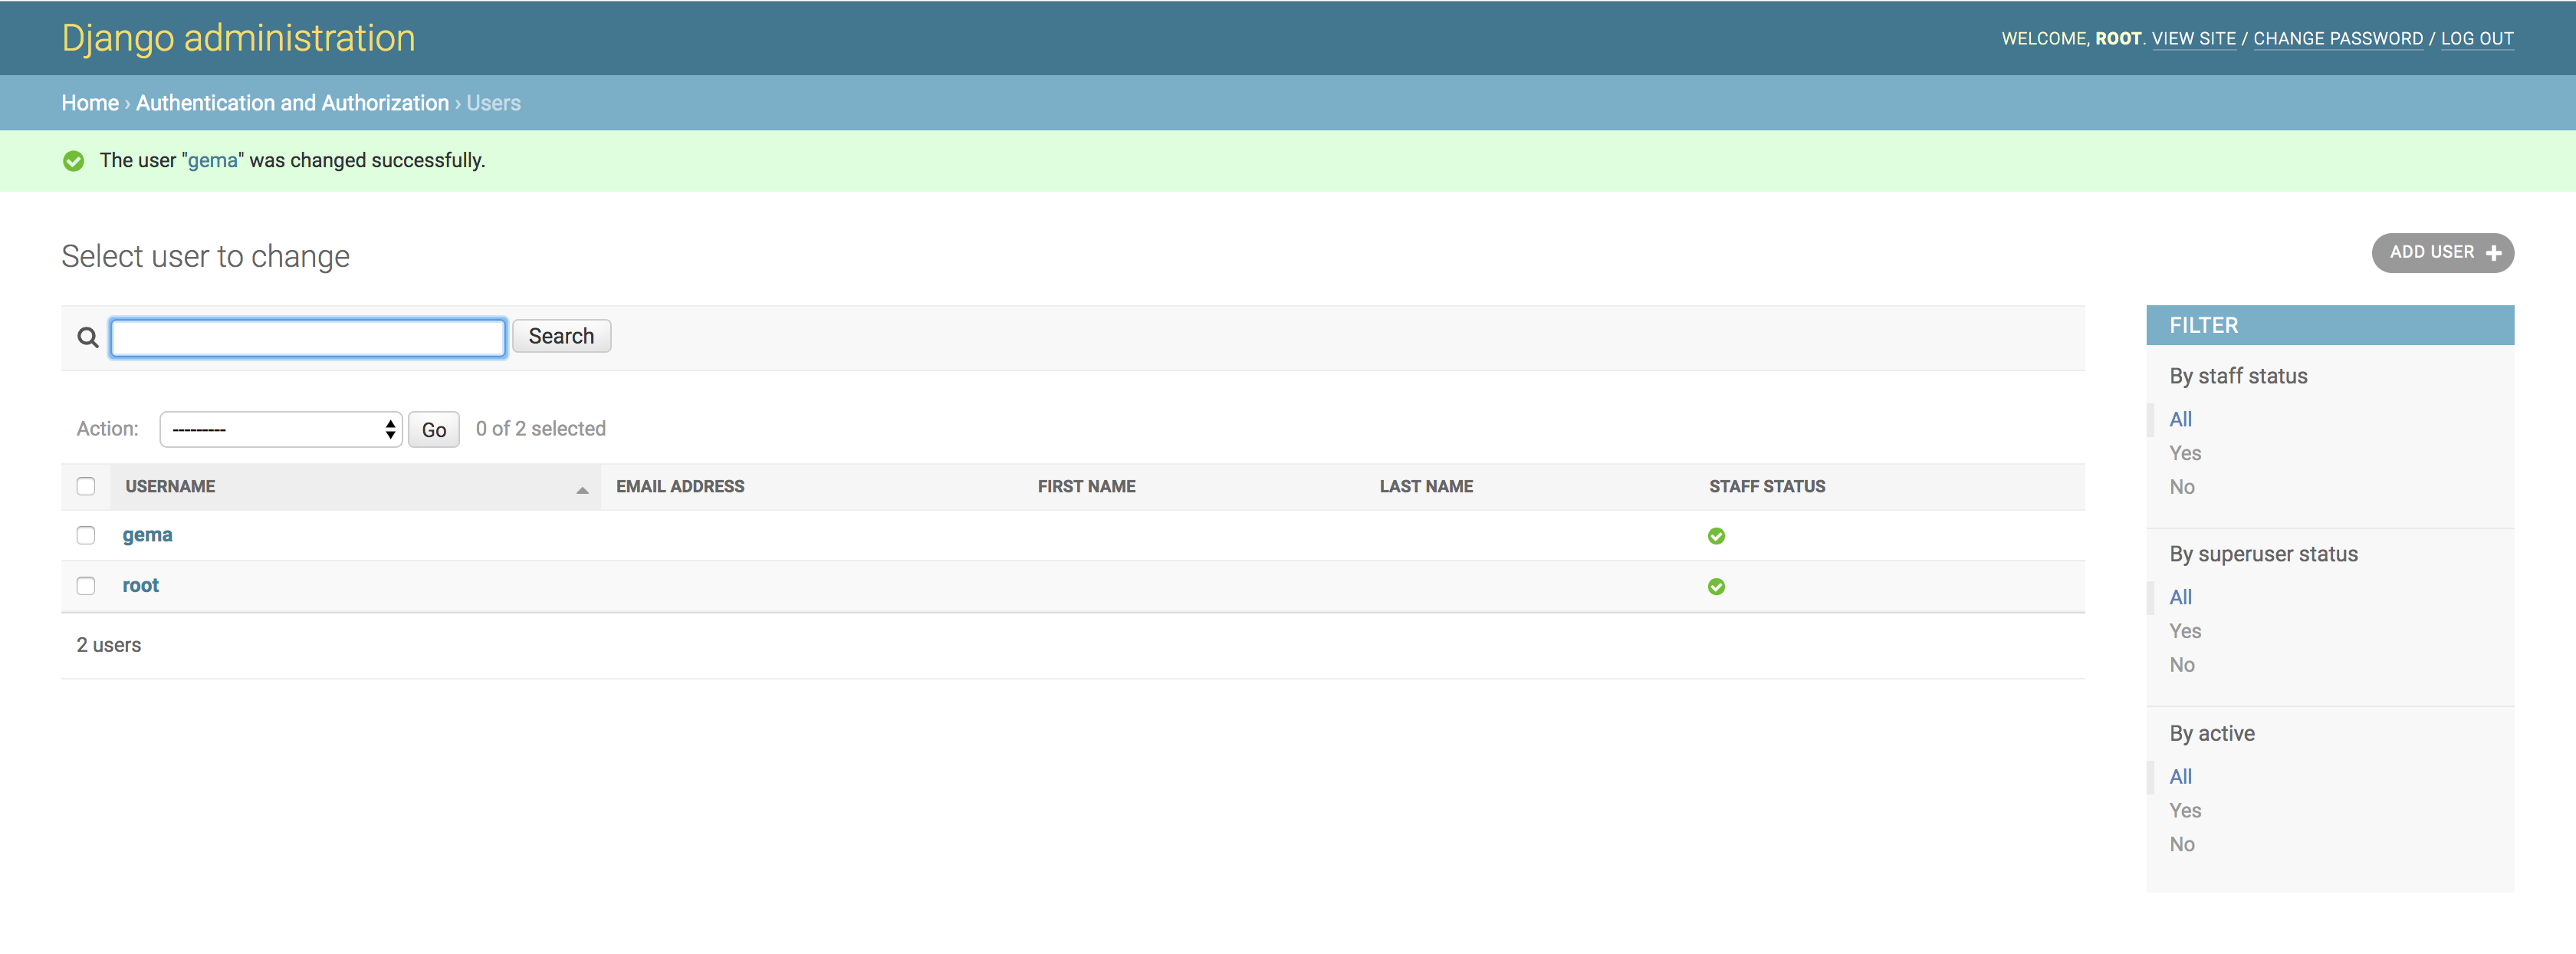 Django administration
WELCOME, ROOT. VIEW SITE / CHANGE PASSWORD / LOG OUT
Home › Authentication and Authorization › Users
The user "gema" was changed successfully.
Select user to change
ADD USER
Search
Action: --------- Go 0 of 2 selected
USERNAME EMAIL ADDRESS FIRST NAME LAST NAME STAFF STATUS
gema
root
2 users
FILTER
By staff status
All
Yes
No
By superuser status
All
Yes
No
By active
All
Yes
No